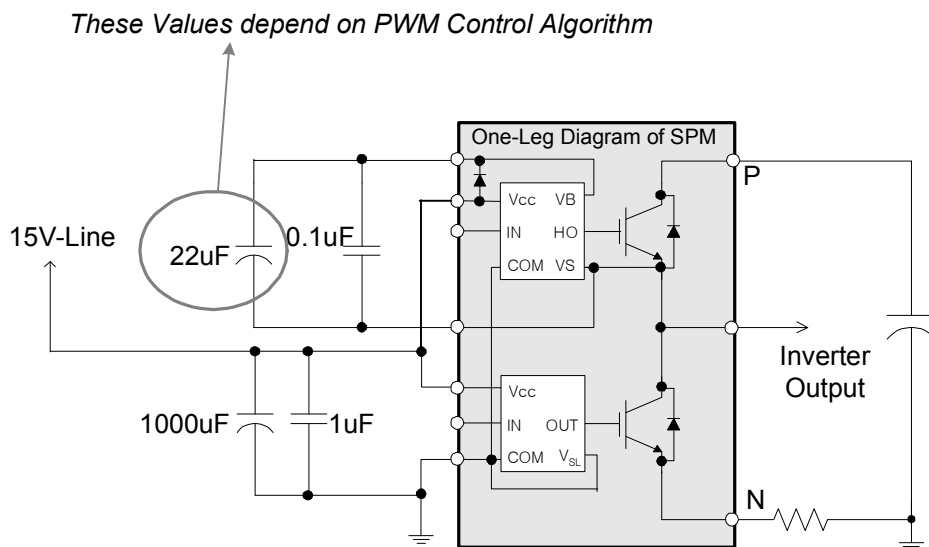 These Values depend on PWM Control Algorithm
One-Leg Diagram of SPM
P
Vcc VB
15V-Line
22uF
0.1uF
IN HO
COM VS
Inverter
Output
Vcc
1000uF
1uF
IN OUT
COM VSL
N